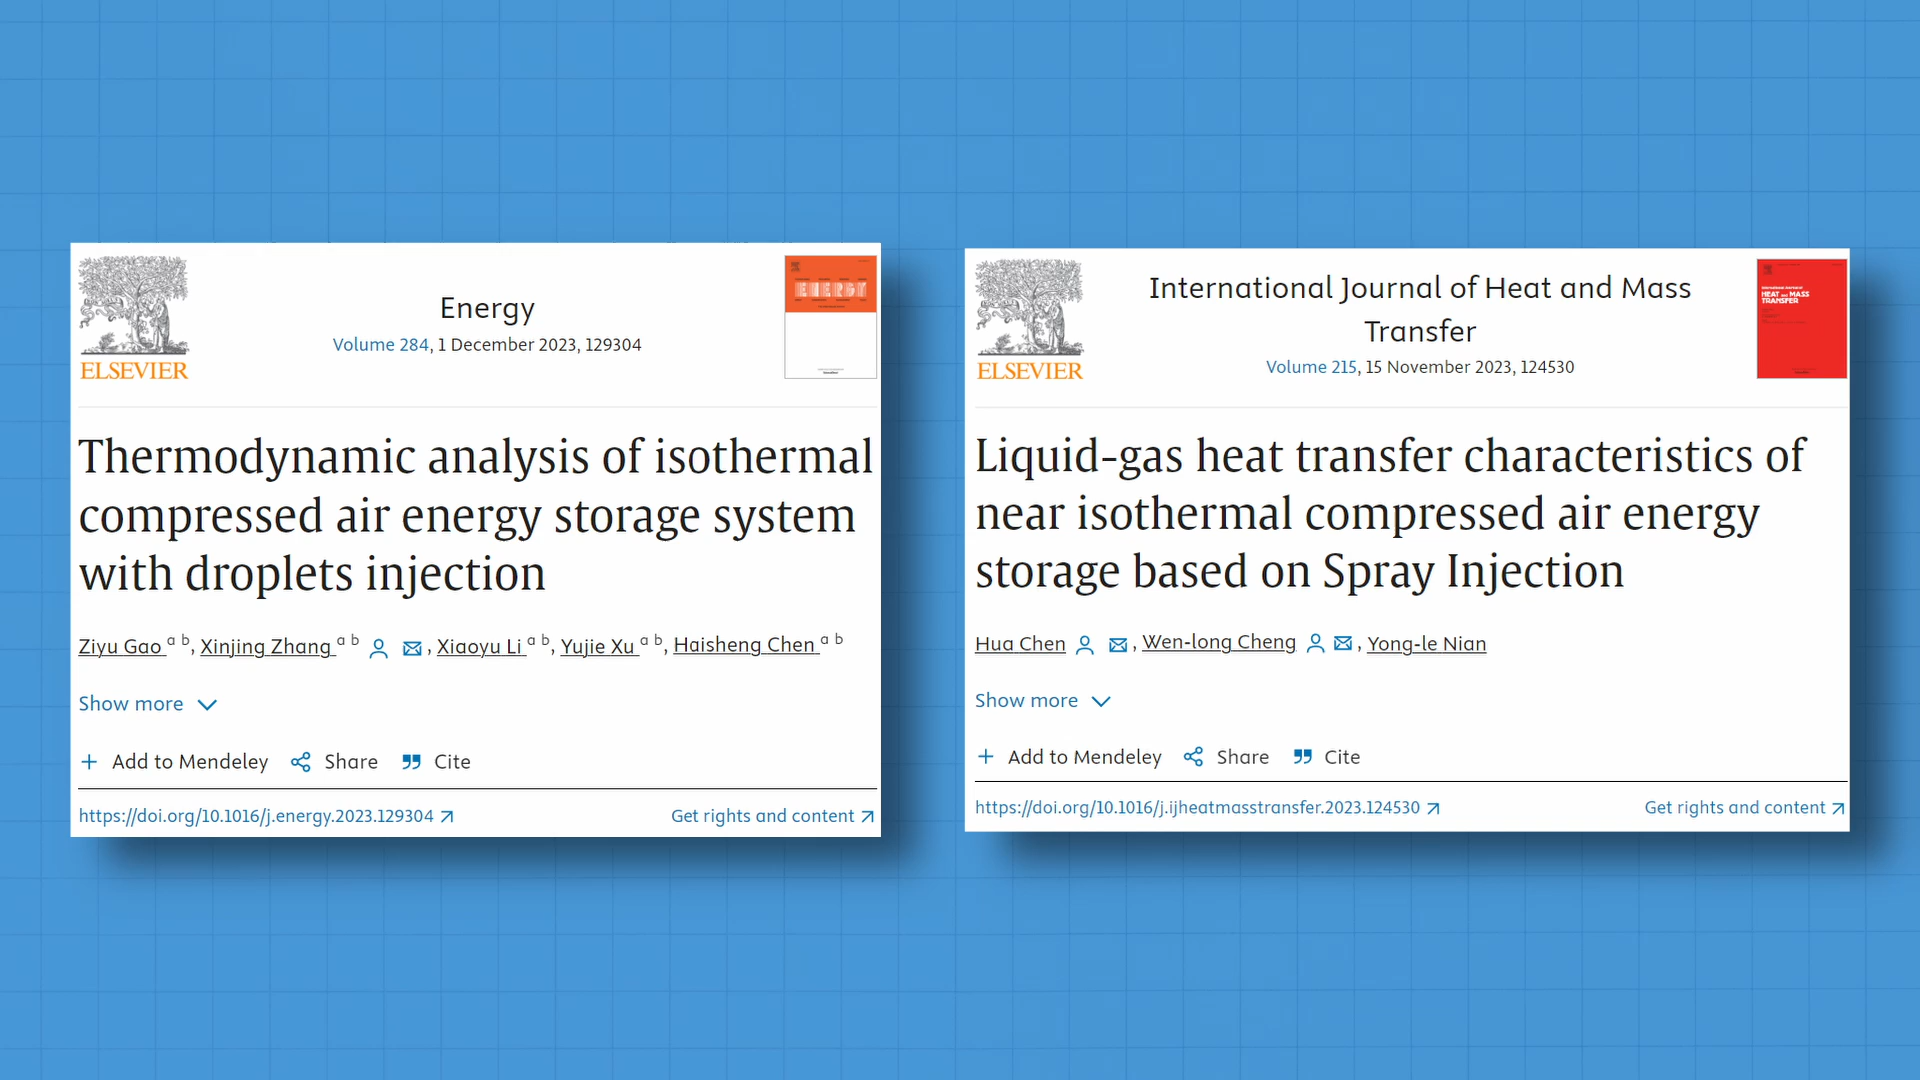 ELSEVIER
Energy
Volume 284, 1 December 2023, 129304
ENERGY
Thermodynamic analysis of isothermal
compressed air energy storage system
with droplets injection
Ziyu Gao a b, Xinjing Zhang a b, Xiaoyu Li a b, Yujie Xu a b, Haisheng Chen a b
Show more
+ Add to Mendeley Share Cite
https://doi.org/10.1016/j.energy.2023.129304
Get rights and content
ELSEVIER
International Journal of Heat and Mass
Transfer
Volume 215, 15 November 2023, 124530
HEAT and MASS
TRANSFER
Liquid-gas heat transfer characteristics of
near isothermal compressed air energy
storage based on Spray Injection
Hua Chen, Wen-long Cheng, Yong-le Nian
Show more
+ Add to Mendeley Share Cite
https://doi.org/10.1016/j.ijheatmasstransfer.2023.124530
Get rights and content